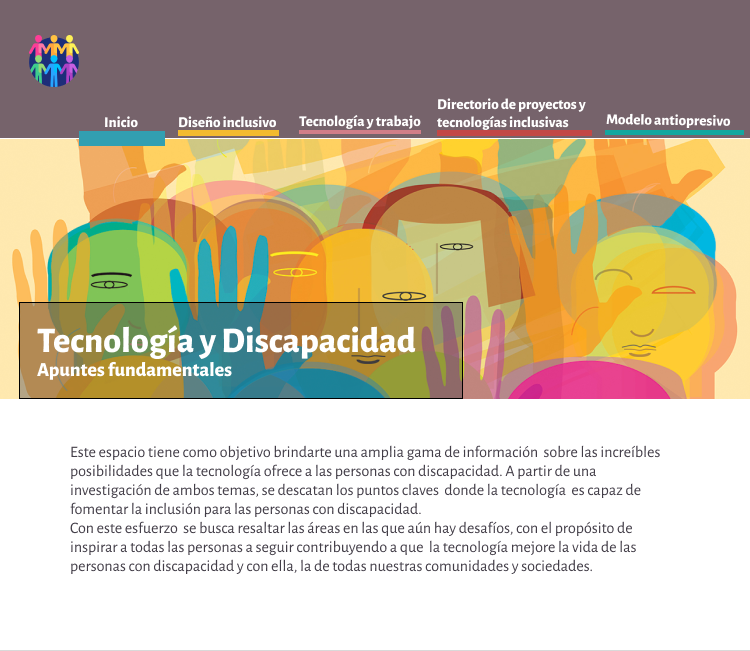 Inicio
Diseño inclusivo
Tecnología y trabajo
Directorio de proyectos y
tecnologías inclusivas
Modelo antiopresivo
Tecnología y Discapacidad
Apuntes fundamentales
Este espacio tiene como objetivo brindarte una amplia gama de información sobre las increíbles
posibilidades que la tecnología ofrece a las personas con discapacidad. A partir de una
investigación de ambos temas, se descatan los puntos claves donde la tecnología es capaz de
fomentar la inclusión para las personas con discapacidad.
Con este esfuerzo se busca resaltar las áreas en las que aún hay desafíos, con el propósito de
inspirar a todas las personas a seguir contribuyendo a que la tecnología mejore la vida de las
personas con discapacidad y con ella, la de todas nuestras comunidades y sociedades.